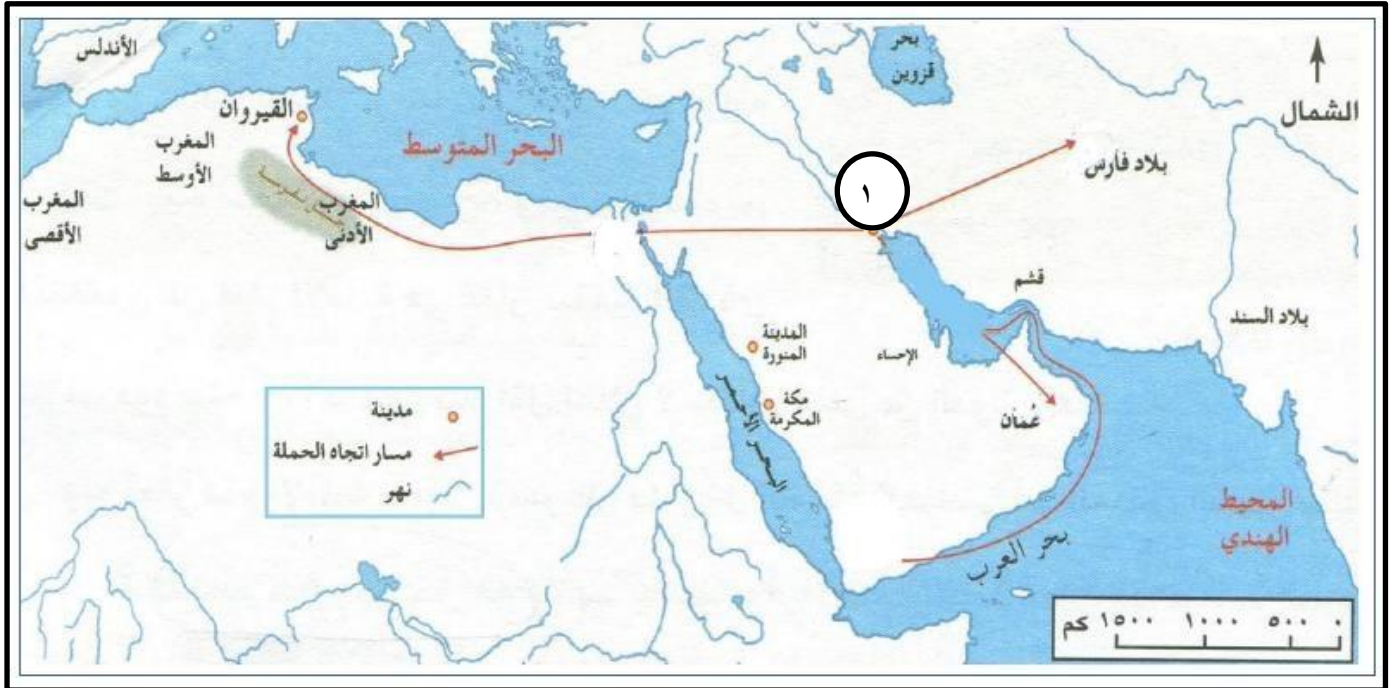 الأندلس
بحر
قزوين
الشمال
القيروان
المغرب
الأوسط
البحر المتوسط
بلاد فارس
١
المغرب
الأقصى
المغرب
الأدنى
قشم
بلاد السند
المدينة
المنورة
الإحساء
مكة
المكرمة
عُمان
البحر الأحمر
مدينة
مسار اتجاه الحملة
نهر
المحيط
الهندي
بحر العرب
٠ ٥٠٠ ١٠٠٠ ١٥٠٠ كم